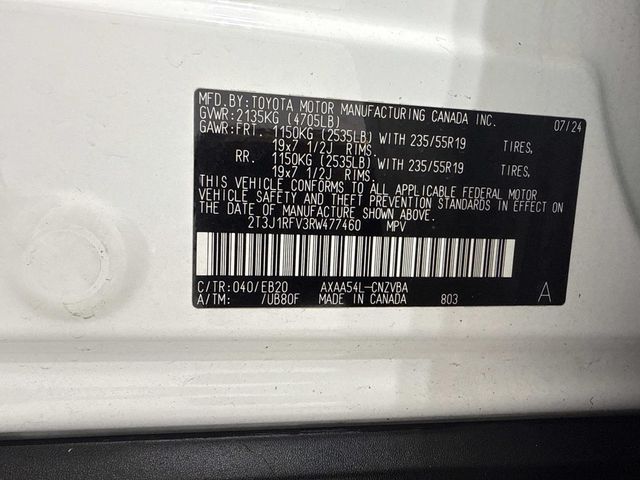 MFD.BY:TOYOTA MOTOR MANUFACTURING CANADA INC.
GVWR:2135KG (4705LB) 07/24
GAWR:FRT. 1150KG (2535LB) WITH 235/55R19 TIRES,
19x7 1/2J RIMS.
RR. 1150KG (2535LB) WITH 235/55R19 TIRES,
19x7 1/2J RIMS.
THIS VEHICLE CONFORMS TO ALL APPLICABLE FEDERAL MOTOR
VEHICLE SAFETY AND THEFT PREVENTION STANDARDS IN EFFECT ON
THE DATE OF MANUFACTURE SHOWN ABOVE.
2T3J1RFV3RW477460 MPV
C/TR:040/EB20 AXAA54L-CNZVBA A
A/TM: /UB80F MADE IN CANADA 803